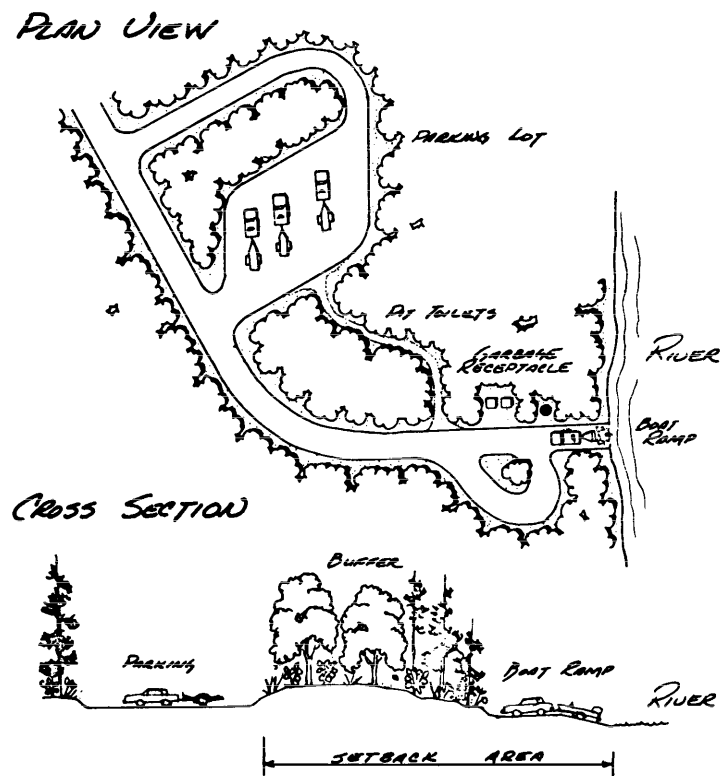 PLAN VIEW
PARKING LOT
PIT TOILETS
GARBAGE
RECEPTACLE
RIVER
BOAT
RAMP
CROSS SECTION
BUFFER
PARKING
BOAT RAMP
RIVER
SETBACK AREA